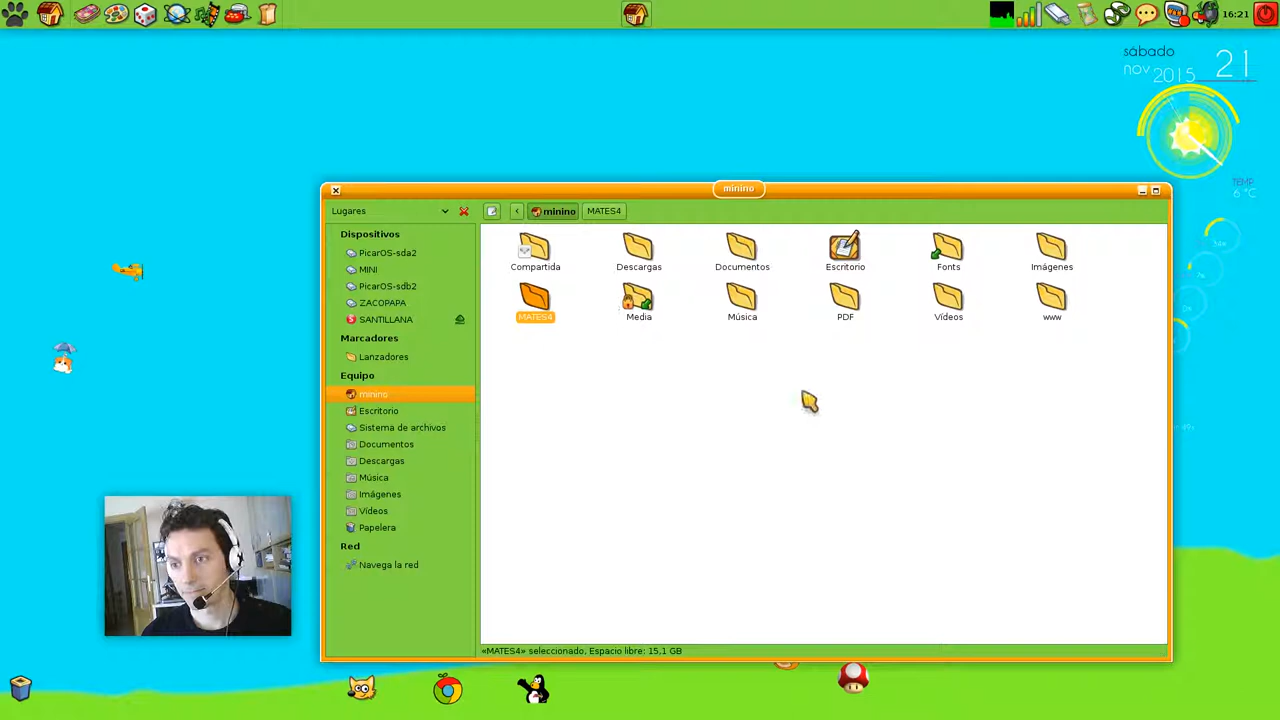 16:21
sábado
nov 2015 21
TEMP
6 °C
minino
Lugares
minino MATES4
Dispositivos
PicarOS-sda2
MINI
PicarOS-sdb2
ZACOPAPA
SANTILLANA
Marcadores
Lanzadores
Equipo
minino
Escritorio
Sistema de archivos
Documentos
Descargas
Música
Imágenes
Vídeos
Papelera
Red
Navega la red
Compartida Descargas Documentos Escritorio Fonts Imágenes
MATES4 Media Música PDF Vídeos www
«MATES4» seleccionado, Espacio libre: 15,1 GB